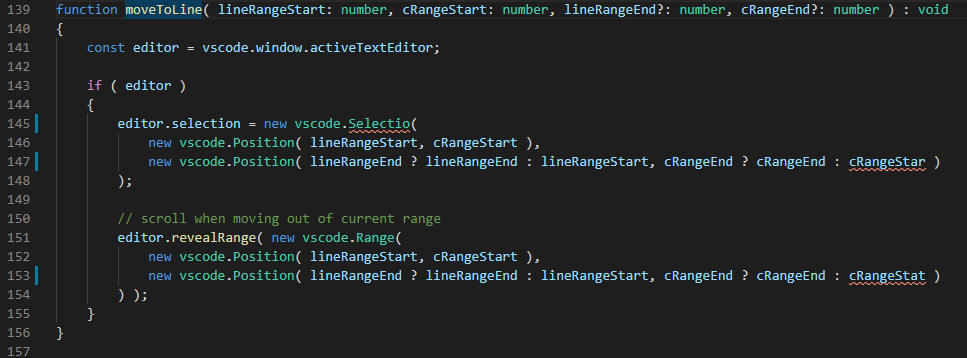 139 function moveToLine( lineRangeStart: number, cRangeStart: number, lineRangeEnd?: number, cRangeEnd?: number ) : void
140 {
141     const editor = vscode.window.activeTextEditor;
142
143     if ( editor )
144     {
145         editor.selection = new vscode.Selectio(
146             new vscode.Position( lineRangeStart, cRangeStart ),
147             new vscode.Position( lineRangeEnd ? lineRangeEnd : lineRangeStart, cRangeEnd ? cRangeEnd : cRangeStar )
148         );
149
150         // scroll when moving out of current range
151         editor.revealRange( new vscode.Range(
152             new vscode.Position( lineRangeStart, cRangeStart ),
153             new vscode.Position( lineRangeEnd ? lineRangeEnd : lineRangeStart, cRangeEnd ? cRangeEnd : cRangeStat )
154         ) );
155     }
156 }
157